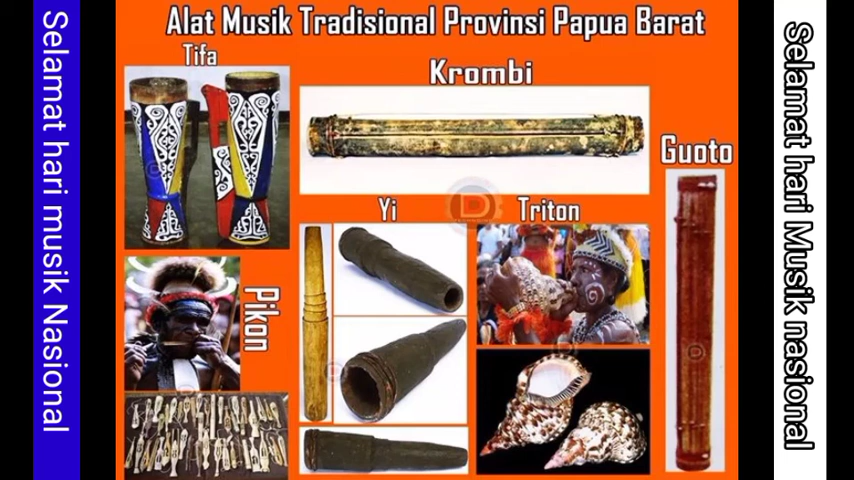 Selamat hari musik Nasional
Alat Musik Tradisional Provinsi Papua Barat
Tifa
Krombi
Guoto
Yi
Triton
Pikon
Selamat hari Musik nasional